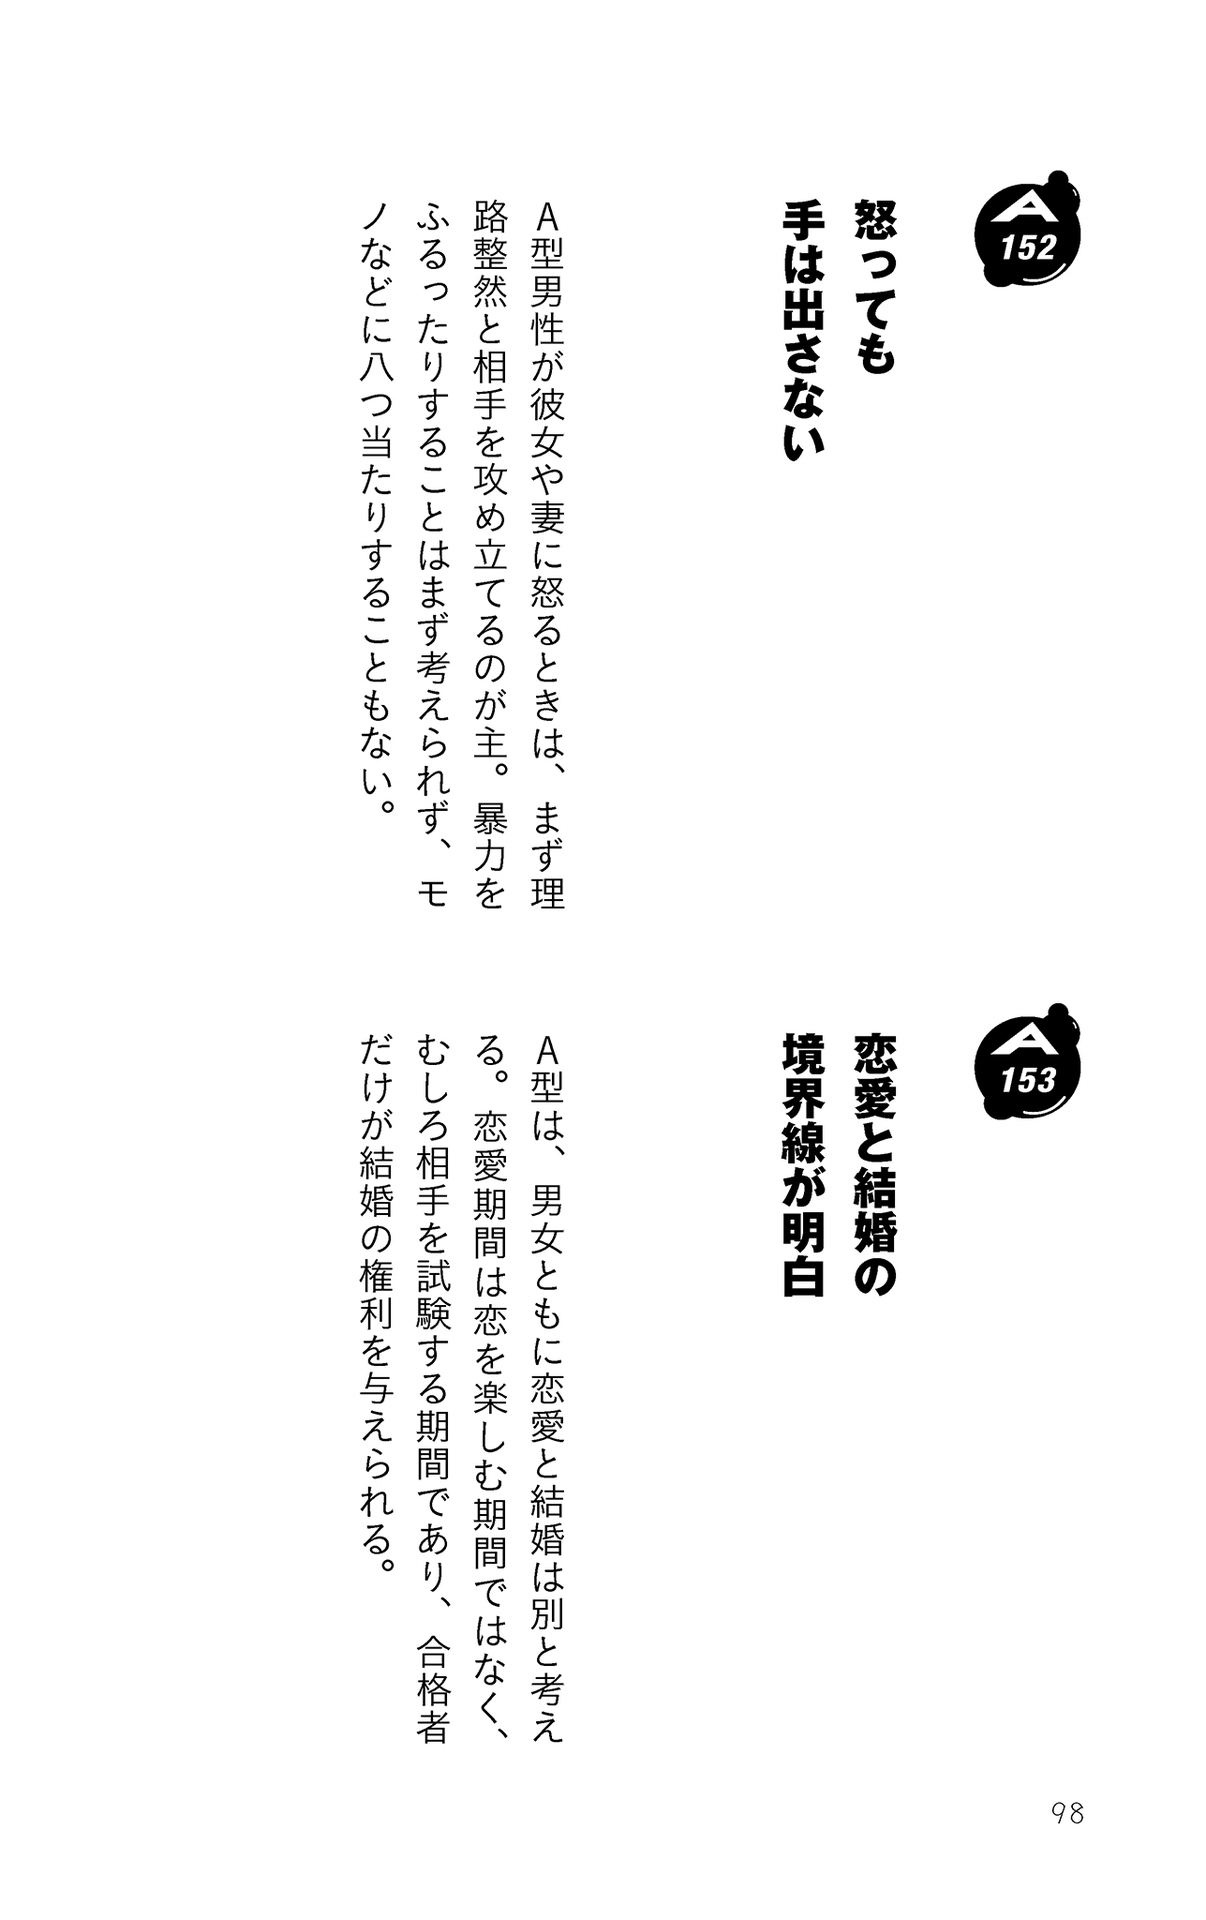 A
152
怒っても
手は出さない
A型男性が彼女や妻に怒るときは、まず理
路整然と相手を攻め立てるのが主。暴力を
ふるったりすることはまず考えられず、モ
ノなどに八つ当たりすることもない。
A
153
恋愛と結婚の
境界線が明白
A型は、男女ともに恋愛と結婚は別と考え
る。恋愛期間は恋を楽しむ期間ではなく、
むしろ相手を試験する期間であり、合格者
だけが結婚の権利を与えられる。
98